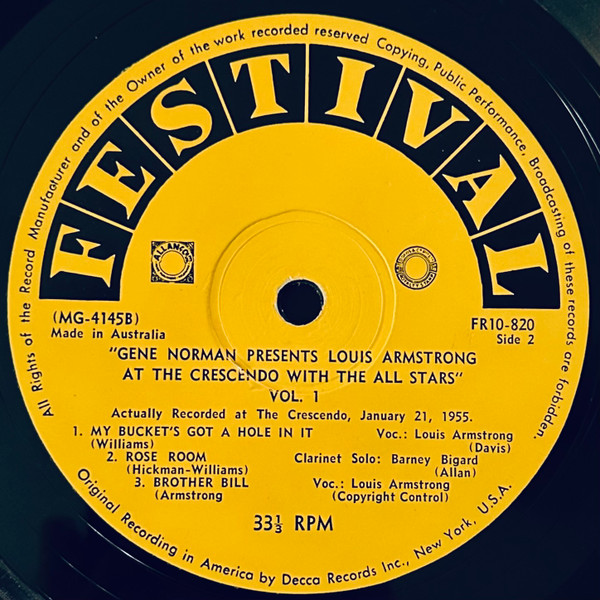 All Rights of the Record Manufacturer and of the Owner of the work recorded reserved Copying, Public Performance, Broadcasting of these records are forbidden.
FESTIVAL
ALLANCO
(MG-4145B)
FR10-820
Made in Australia
Side 2
"GENE NORMAN PRESENTS LOUIS ARMSTRONG
AT THE CRESCENDO WITH THE ALL STARS"
VOL. 1
Actually Recorded at The Crescendo, January 21, 1955.
1. MY BUCKET'S GOT A HOLE IN IT Voc.: Louis Armstrong
(Williams) (Davis)
2. ROSE ROOM Clarinet Solo: Barney Bigard
(Hickman-Williams) (Allan)
3. BROTHER BILL Voc.: Louis Armstrong
(Armstrong (Copyright Control)
33⅓ RPM
Original Recording in America by Decca Records Inc., New York, U.S.A.